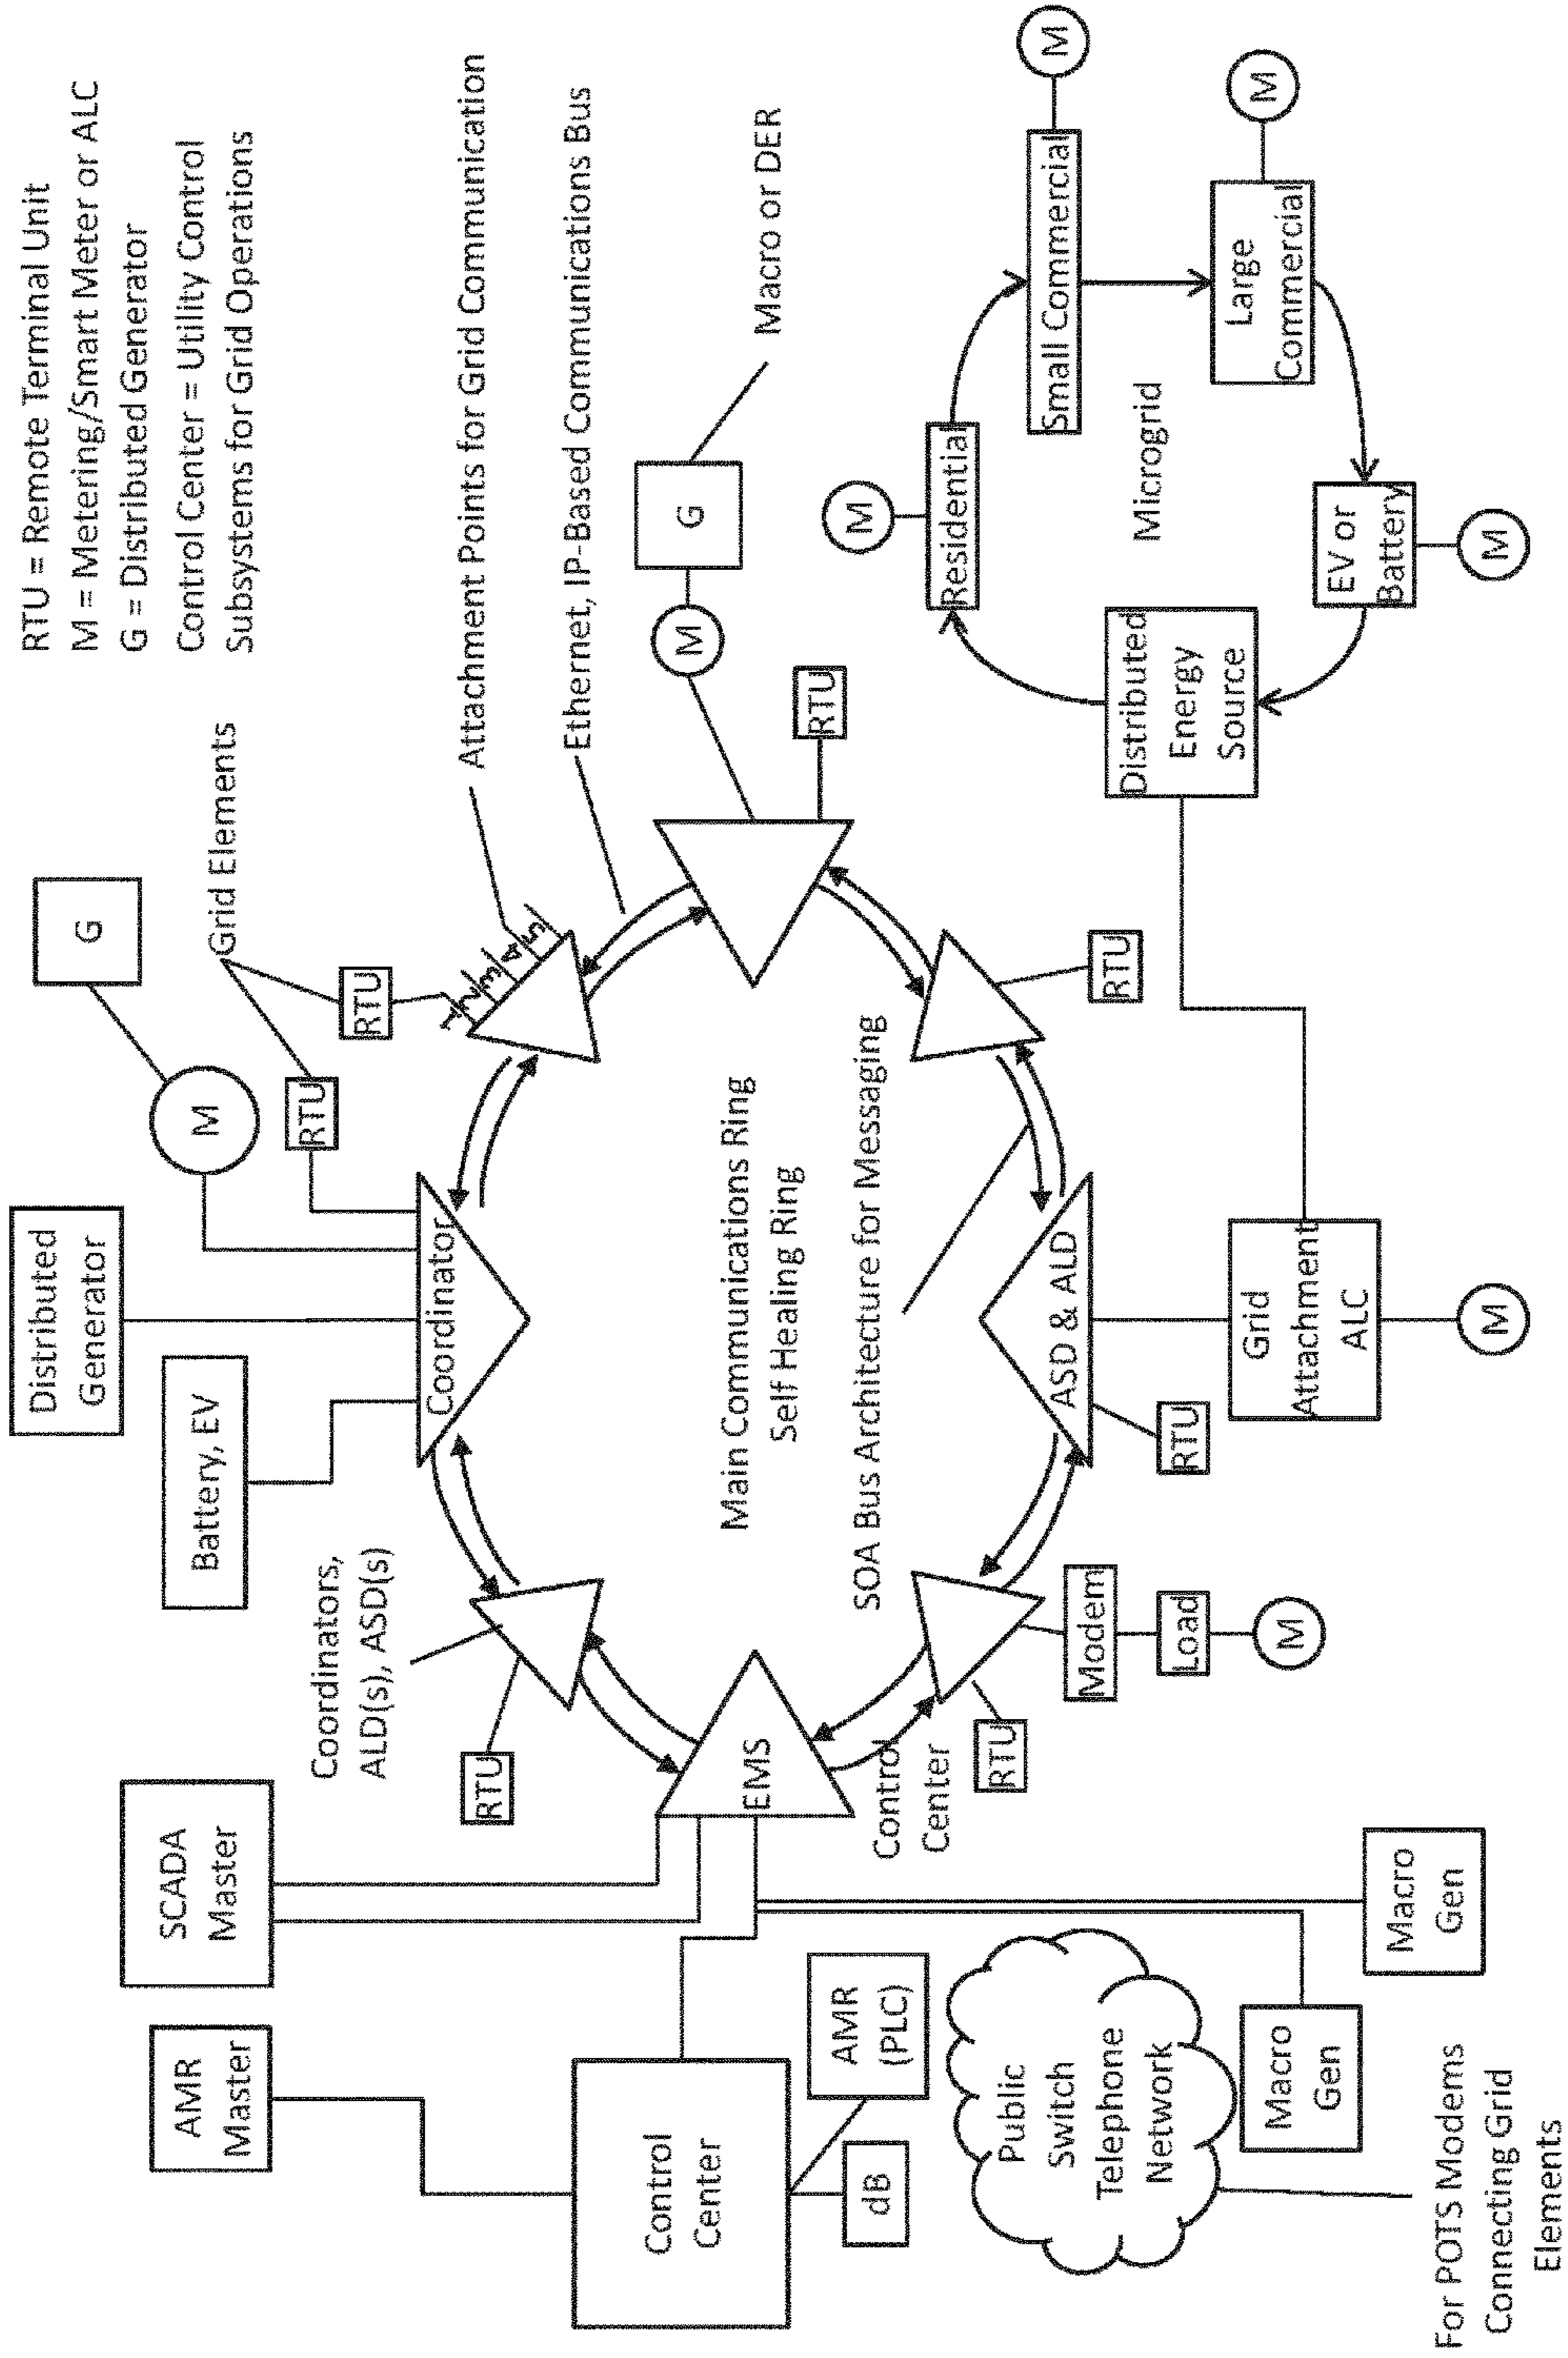 AMR
Master
SCADA
Master
Battery, EV
Distributed
Generator
G
M
RTU = Remote Terminal Unit
M = Metering/Smart Meter or ALC
G = Distributed Generator
Control Center = Utility Control
Subsystems for Grid Operations
Grid Elements
RTU
RTU
Coordinators,
ALD(s), ASD(s)
Coordinator
1 2 3 4 5
Attachment Points for Grid Communication
Ethernet, IP-Based Communications Bus
RTU
Control
Center
EMS
Main Communications Ring
Self Healing Ring
SOA Bus Architecture for Messaging
M
G
Macro or DER
RTU
AMR
(PLC)
dB
Control
Center
RTU
Public
Switch
Telephone
Network
Macro
Gen
Macro
Gen
For POTS Modems
Connecting Grid
Elements
Modem
Load
M
ASD & ALD
RTU
RTU
Grid
Attachment
ALC
M
Distributed
Energy
Source
Residential
M
Small Commercial
M
Microgrid
Large
Commercial
M
EV or
Battery
M